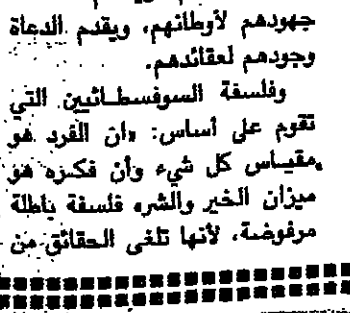 جهودهم لأوطانهم، ويقدم الدعاة
وجودهم لعقائدهم.
وفلسفة السوفسطائيين التي
تقوم على أساس: «ان الفرد هو
مقياس كل شيء وأن فكره هو
ميزان الخير والشر» فلسفة باطلة
مرفوضة، لأنها تلغى الحقائق من